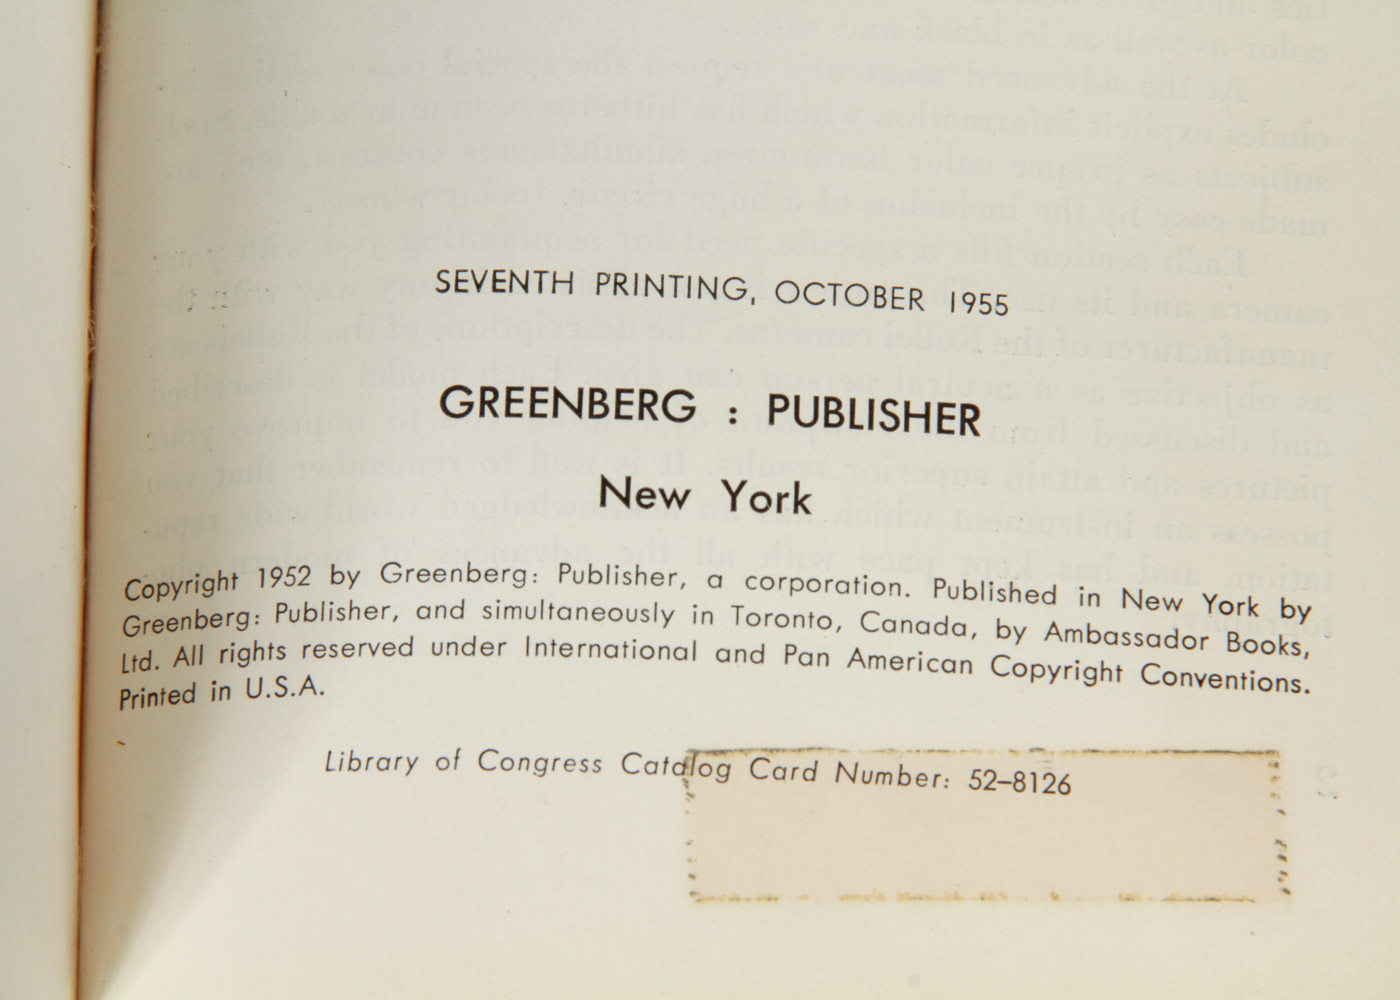 SEVENTH PRINTING, OCTOBER 1955
GREENBERG : PUBLISHER
New York
Copyright 1952 by Greenberg: Publisher, a corporation. Published in New York by
Greenberg: Publisher, and simultaneously in Toronto, Canada, by Ambassador Books,
Ltd. All rights reserved under International and Pan American Copyright Conventions.
Printed in U.S.A.
Library of Congress Catalog Card Number: 52–8126